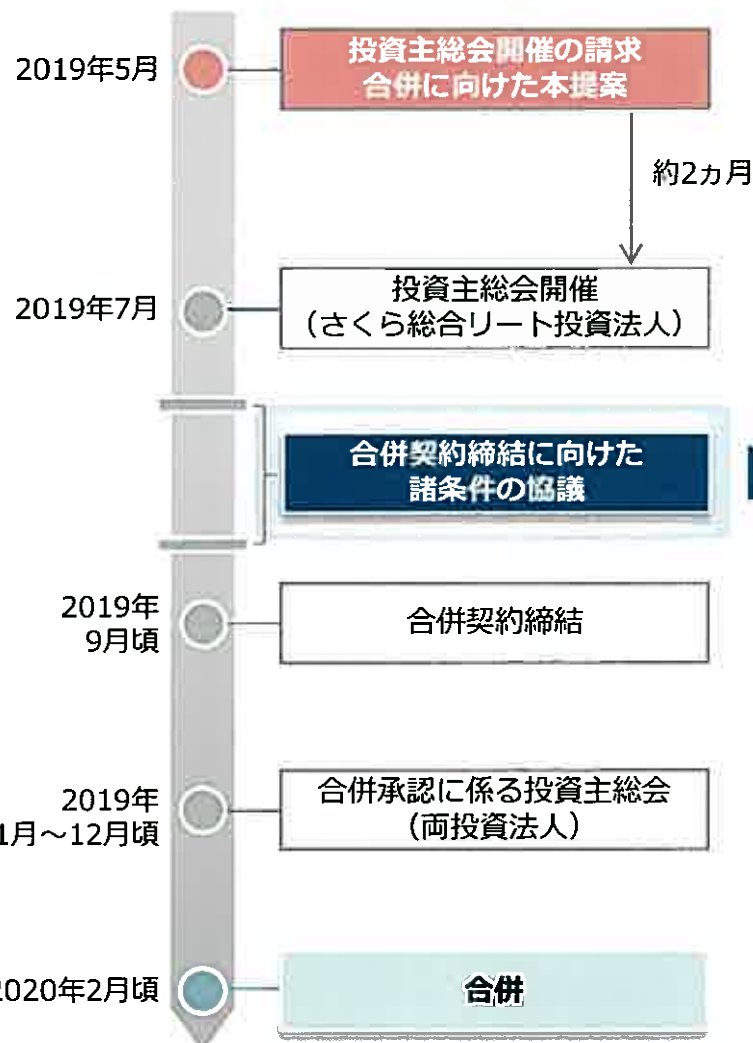 2019年5月
投資主総会開催の請求
合併に向けた本提案
約2ヵ月
2019年7月
投資主総会開催
（さくら総合リート投資法人）
合併契約締結に向けた
諸条件の協議
2019年
9月頃
合併契約締結
2019年
1月～12月頃
合併承認に係る投資主総会
（両投資法人）
2020年2月頃
合併